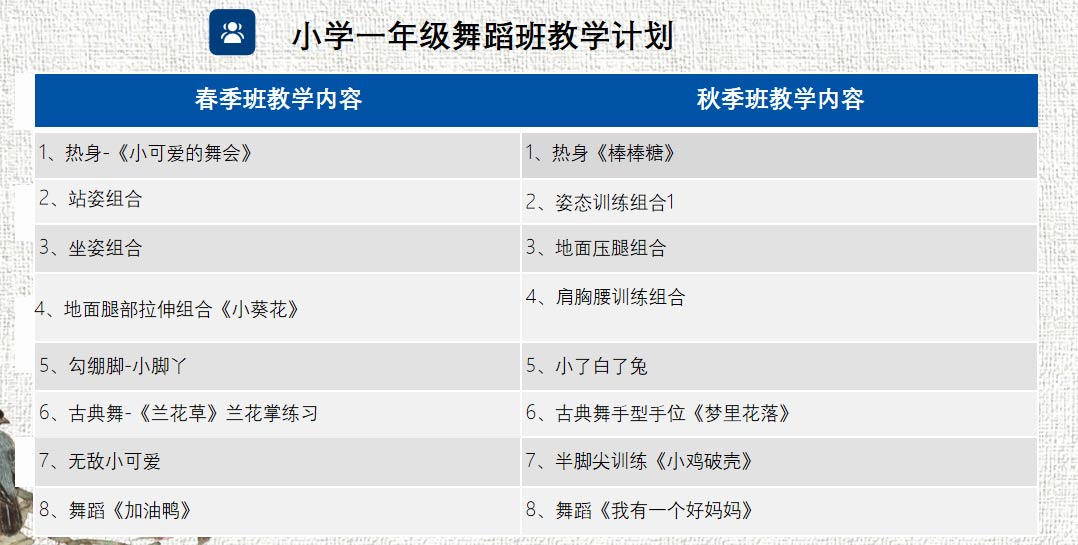 小学一年级舞蹈班教学计划
春季班教学内容
秋季班教学内容
1、热身-《小可爱的舞会》
1、热身《棒棒糖》
2、站姿组合
2、姿态训练组合1
3、坐姿组合
3、地面压腿组合
4、地面腿部拉伸组合《小葵花》
4、肩胸腰训练组合
5、勾绷脚-小脚丫
5、小了白了兔
6、古典舞-《兰花草》兰花掌练习
6、古典舞手型手位《梦里花落》
7、无敌小可爱
7、半脚尖训练《小鸡破壳》
8、舞蹈《加油鸭》
8、舞蹈《我有一个好妈妈》